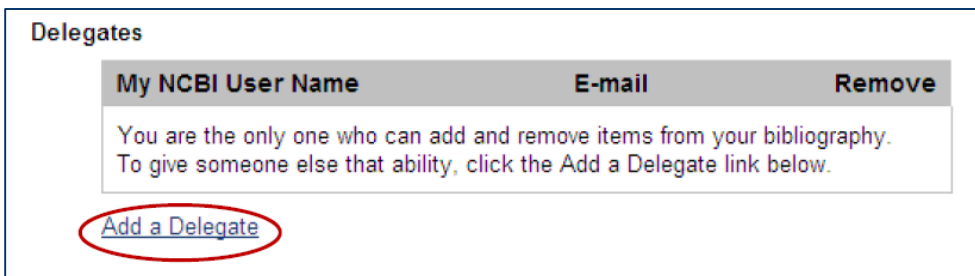 Delegates
My NCBI User Name E-mail Remove
You are the only one who can add and remove items from your bibliography.
To give someone else that ability, click the Add a Delegate link below.
Add a Delegate